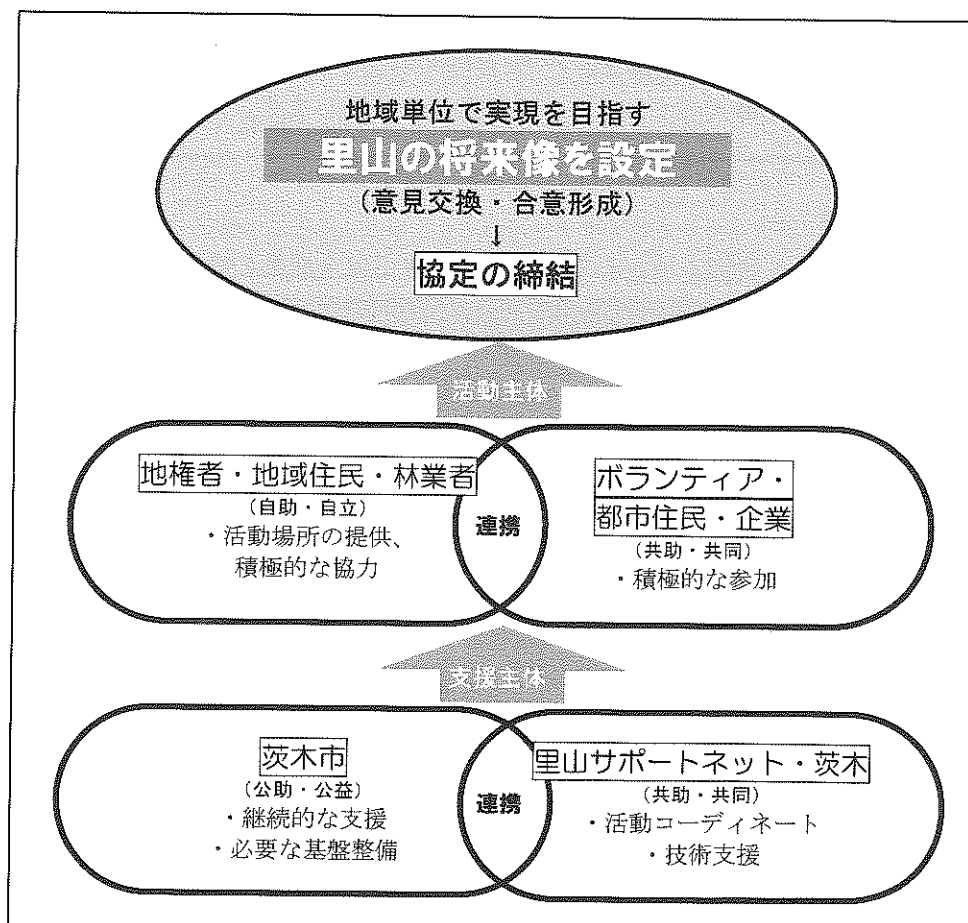 地域単位で実現を目指す
里山の将来像を設定
(意見交換・合意形成)
↓
協定の締結
活動主体
地権者・地域住民・林業者
(自助・自立)
・活動場所の提供、
積極的な協力
連携
ボランティア・
都市住民・企業
(共助・共同)
・積極的な参加
支援主体
茨木市
(公助・公益)
・継続的な支援
・必要な基盤整備
連携
里山サポートネット・茨木
(共助・共同)
・活動コーディネート
・技術支援